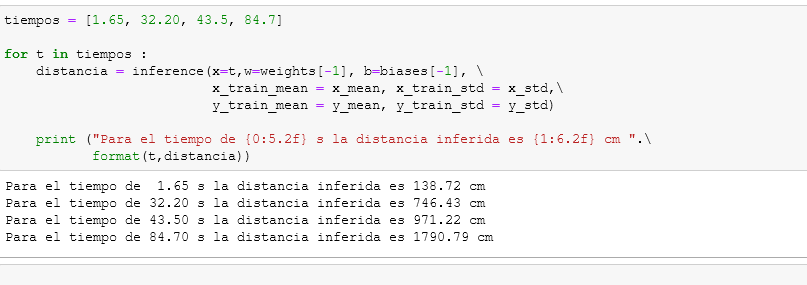 tiempos = [1.65, 32.20, 43.5, 84.7]
for t in tiempos :
    distancia = inference(x=t,w=weights[-1], b=biases[-1], \
                          x_train_mean = x_mean, x_train_std = x_std,\
                          y_train_mean = y_mean, y_train_std = y_std)
    print ("Para el tiempo de {0:5.2f} s la distancia inferida es {1:6.2f} cm ".\
           format(t,distancia))
Para el tiempo de  1.65 s la distancia inferida es 138.72 cm
Para el tiempo de 32.20 s la distancia inferida es 746.43 cm
Para el tiempo de 43.50 s la distancia inferida es 971.22 cm
Para el tiempo de 84.70 s la distancia inferida es 1790.79 cm